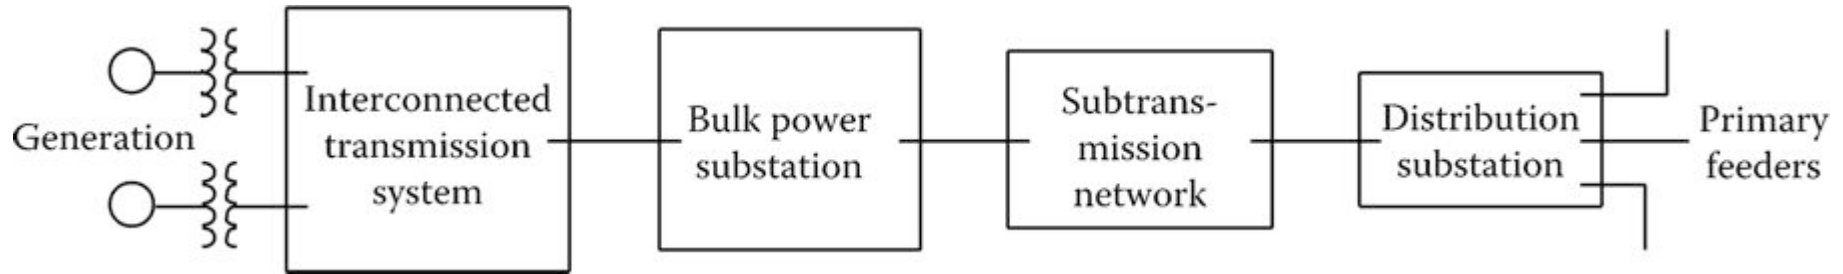 Generation
Interconnected
transmission
system
Bulk power
substation
Subtrans-
mission
network
Distribution
substation
Primary
feeders